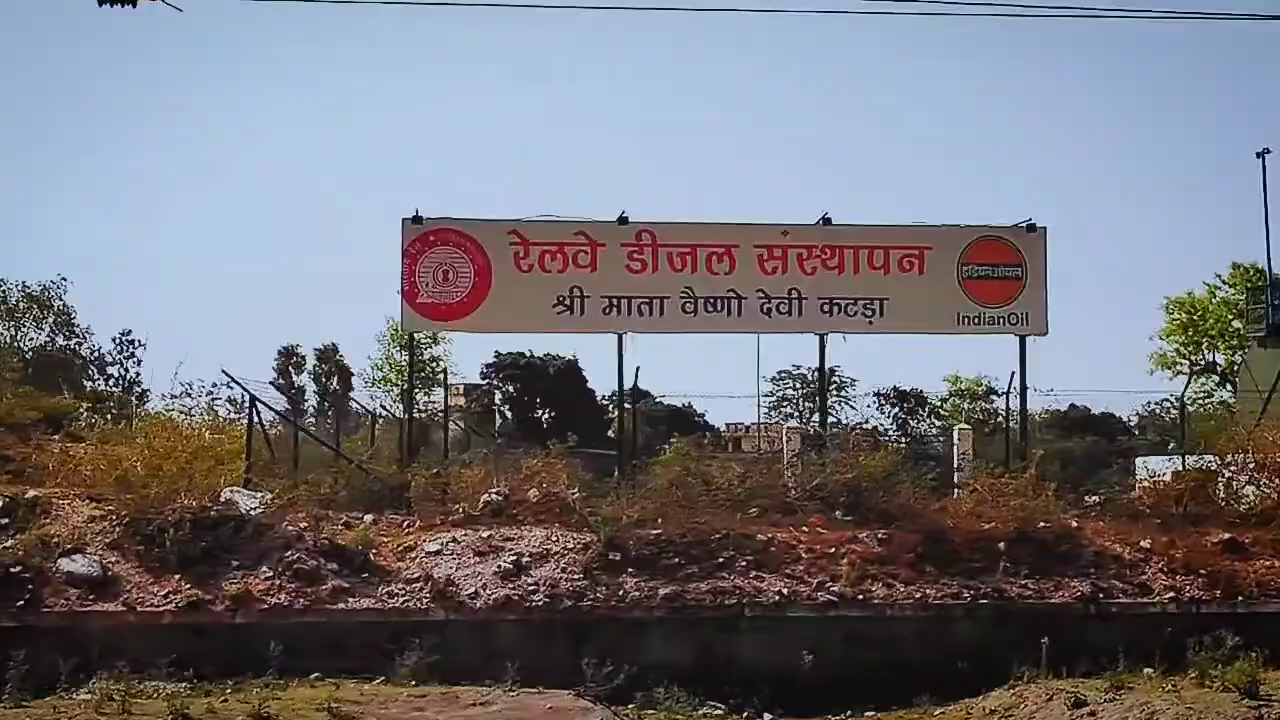 रेलवे डीजल संस्थापन
श्री माता वैष्णो देवी कटड़ा
इंडियनऑयल
IndianOil